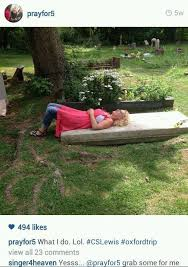 prayfor5
5w
494 likes
prayfor5 What I do. Lol. #CSLewis #oxfordtrip
view all 23 comments
singer4heaven Yesss... @prayfor5 grab some for me